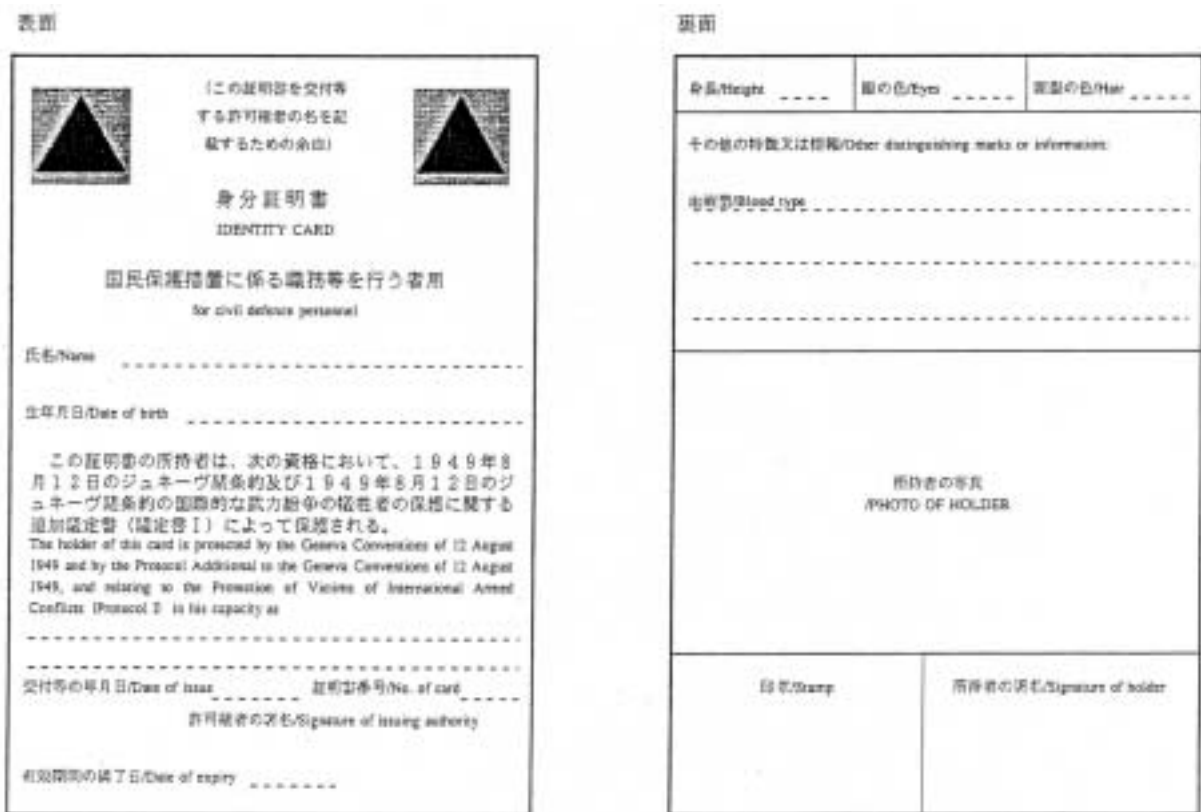 表面
(この証明書を交付等
する許可権者の名を記
載するための余白)
身分証明書
IDENTITY CARD
国民保護措置に係る職務等を行う者用
for civil defence personnel
氏名/Name
生年月日/Date of birth
この証明書の所持者は、次の資格において、1949年8
月12日のジュネーヴ諸条約及び1949年8月12日のジ
ュネーヴ諸条約の国際的な武力紛争の犠牲者の保護に関する
追加議定書(議定書Ⅰ)によって保護される。
The holder of this card is protected by the Geneva Conventions of 12 August
1949 and by the Protocol Additional to the Geneva Conventions of 12 August
1949, and relating to the Protection of Victims of International Armed
Conflicts (Protocol I) in his capacity as
交付等の年月日/Date of issue 証明書番号/No. of card
許可権者の署名/Signature of issuing authority
有効期間の満了日/Date of expiry
裏面
身長/Height 眼の色/Eyes 頭髪の色/Hair
その他の特徴又は情報/Other distinguishing marks or information:
血液型/Blood type
所持者の写真
/PHOTO OF HOLDER
印章/Stamp 所持者の署名/Signature of holder